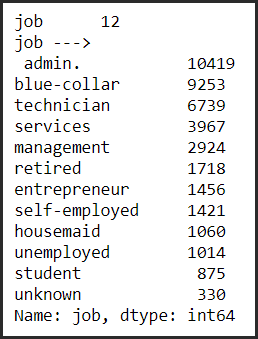 job      12
job --->
 admin.           10419
blue-collar       9253
technician        6739
services          3967
management        2924
retired           1718
entrepreneur      1456
self-employed     1421
housemaid         1060
unemployed        1014
student            875
unknown            330
Name: job, dtype: int64